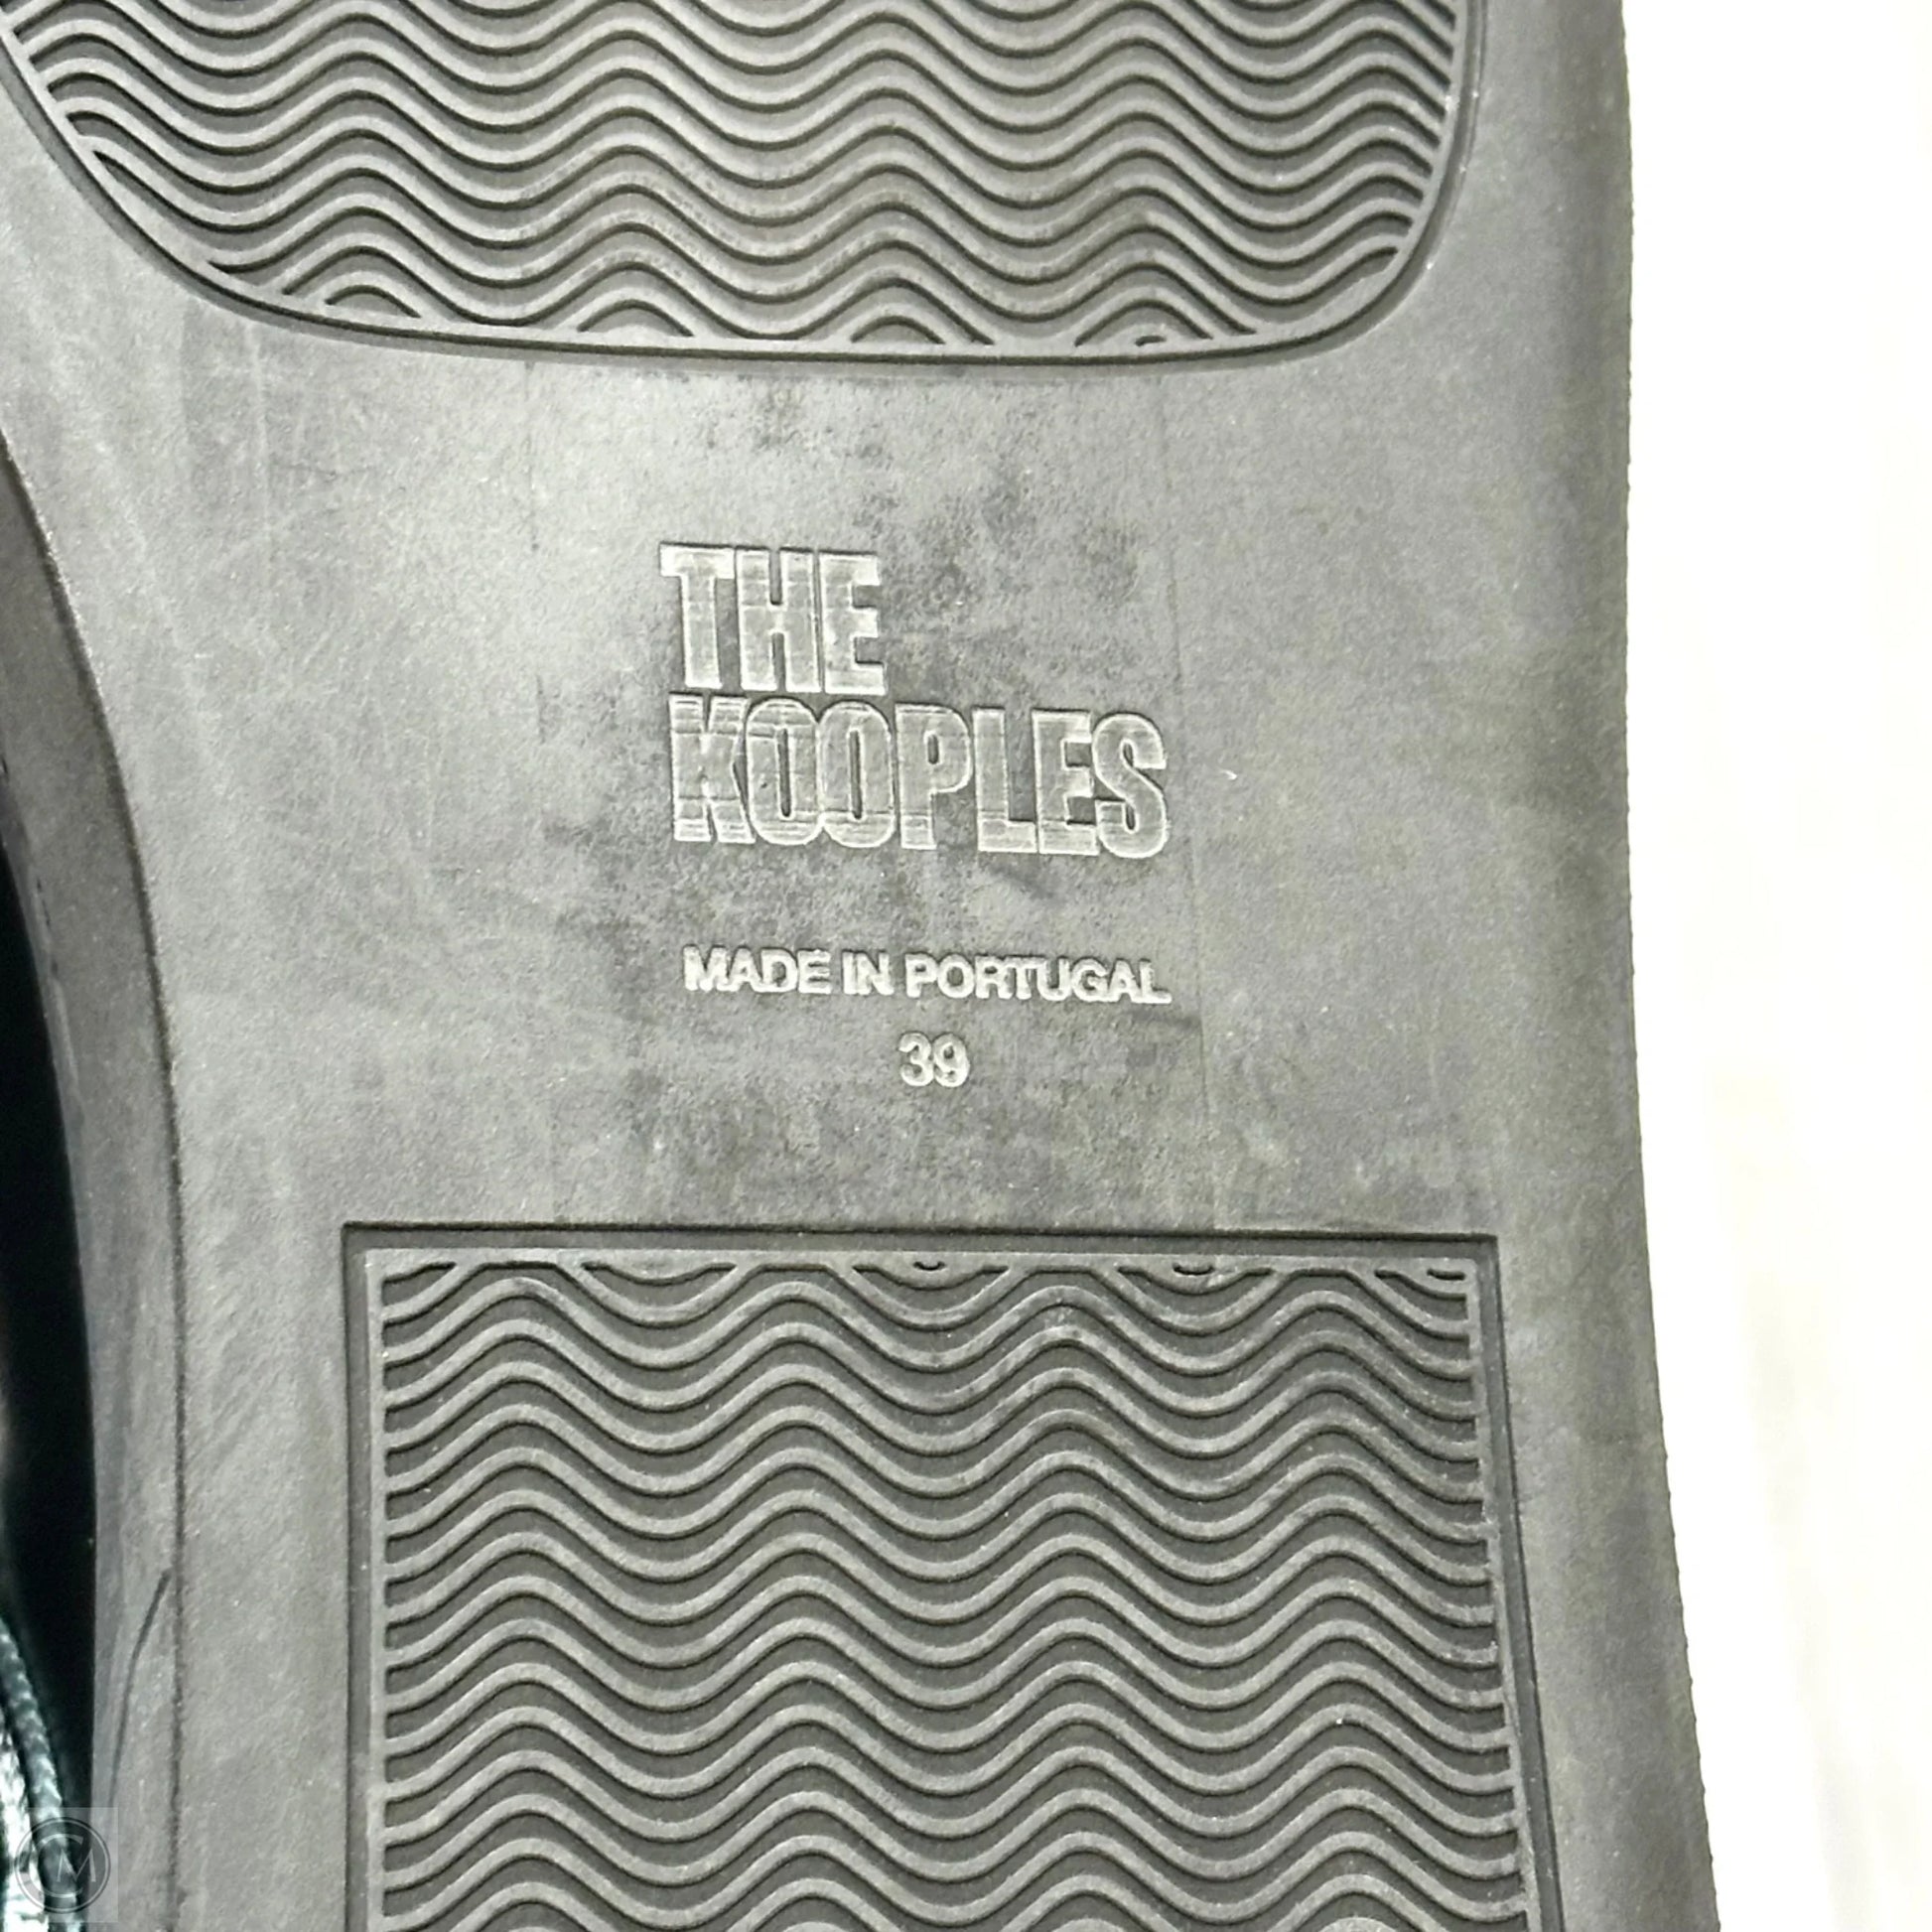 THE
KOOPLES
MADE IN PORTUGAL
39